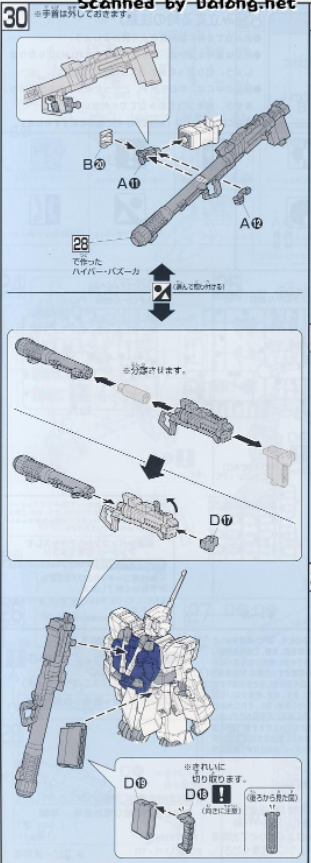 Scanned by Dalong.net
30 ※手首は外しておきます。
B⑳
A⑪
A⑫
28
で作った
ハイパー・バズーカ
(選んで取り付ける)
※分離させます。
D⑰
※きれいに
切り取ります。
D⑲
D⑱ !
(向きに注意)
(後ろから見た図)